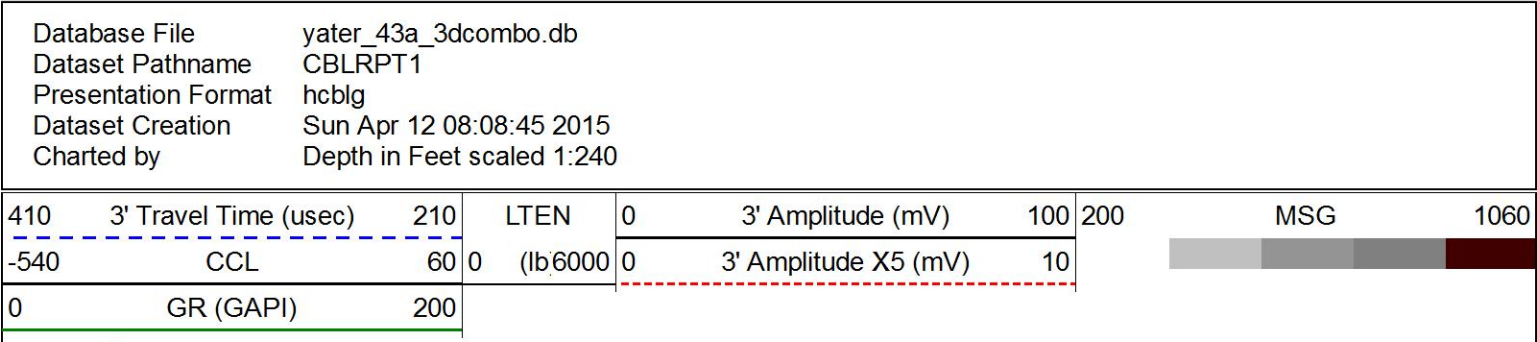 Database File yater_43a_3dcombo.db
Dataset Pathname CBLRPT1
Presentation Format hcblg
Dataset Creation Sun Apr 12 08:08:45 2015
Charted by Depth in Feet scaled 1:240
410 3' Travel Time (usec) 210 LTEN 0 3' Amplitude (mV) 100 200 MSG 1060
-540 CCL 60 0 (lb 6000 0 3' Amplitude X5 (mV) 10
0 GR (GAPI) 200